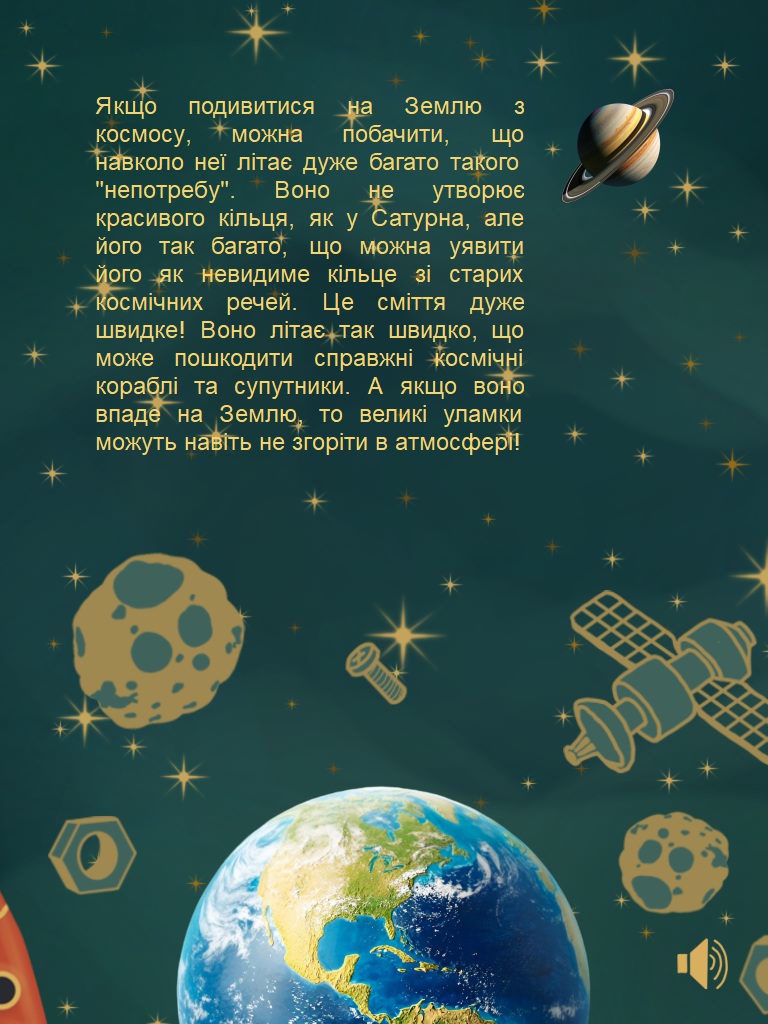 Якщо подивитися на Землю з
космосу, можна побачити, що
навколо неї літає дуже багато такого
"непотребу". Воно не утворює
красивого кільця, як у Сатурна, але
його так багато, що можна уявити
його як невидиме кільце зі старих
космічних речей. Це сміття дуже
швидке! Воно літає так швидко, що
може пошкодити справжні космічні
кораблі та супутники. А якщо воно
впаде на Землю, то великі уламки
можуть навіть не згоріти в атмосфері!